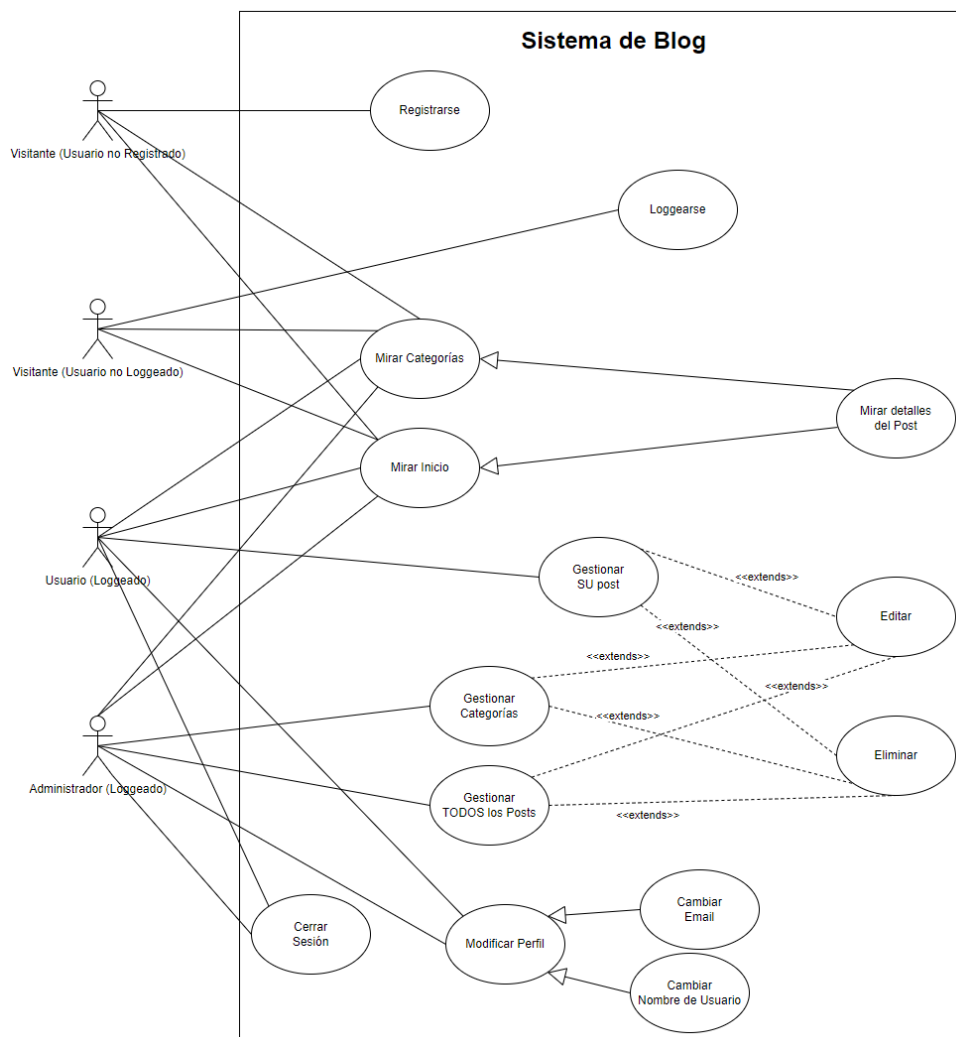 Sistema de Blog
Registrarse
Visitante (Usuario no Registrado)
Loggearse
Mirar Categorías
Visitante (Usuario no Loggeado)
Mirar detalles
del Post
Mirar Inicio
Usuario (Loggeado)
Gestionar
SU post
<<extends>>
Editar
<<extends>>
<<extends>>
<<extends>>
Gestionar
Categorías
<<extends>>
Eliminar
Administrador (Loggeado)
Gestionar
TODOS los Posts
<<extends>>
Cambiar
Email
Cerrar
Sesión
Modificar Perfil
Cambiar
Nombre de Usuario